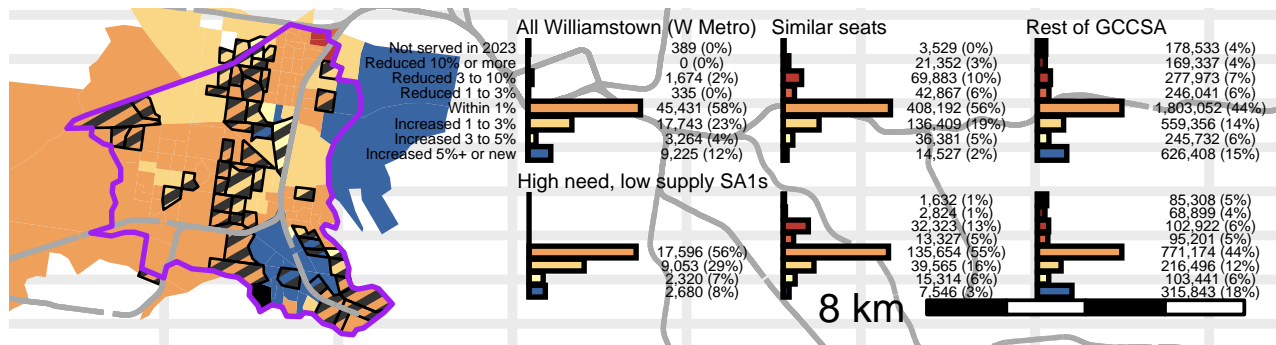 All Williamstown (W Metro) Similar seats Rest of GCCSA
Not served in 2023 389 (0%) 3,529 (0%) 178,533 (4%)
Reduced 10% or more 0 (0%) 21,352 (3%) 169,337 (4%)
Reduced 3 to 10% 1,674 (2%) 69,883 (10%) 277,973 (7%)
Reduced 1 to 3% 335 (0%) 42,867 (6%) 246,041 (6%)
Within 1% 45,431 (58%) 408,192 (56%) 1,803,052 (44%)
Increased 1 to 3% 17,743 (23%) 136,409 (19%) 559,356 (14%)
Increased 3 to 5% 3,264 (4%) 36,381 (5%) 245,732 (6%)
Increased 5%+ or new 9,225 (12%) 14,527 (2%) 626,408 (15%)
High need, low supply SA1s
1,632 (1%) 85,308 (5%)
2,824 (1%) 68,899 (4%)
32,323 (13%) 102,922 (6%)
13,327 (5%) 95,201 (5%)
17,596 (56%) 135,654 (55%) 771,174 (44%)
9,053 (29%) 39,565 (16%) 216,496 (12%)
2,320 (7%) 15,314 (6%) 103,441 (6%)
2,680 (8%) 7,546 (3%) 315,843 (18%)
8 km